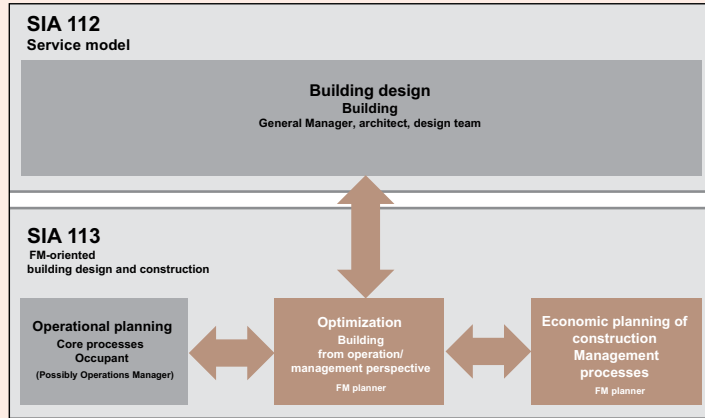 SIA 112
Service model
Building design
Building
General Manager, architect, design team
SIA 113
FM-oriented
building design and construction
Operational planning
Core processes
Occupant
(Possibly Operations Manager)
Optimization
Building
from operation/
management perspective
FM planner
Economic planning of
construction
Management
processes
FM planner